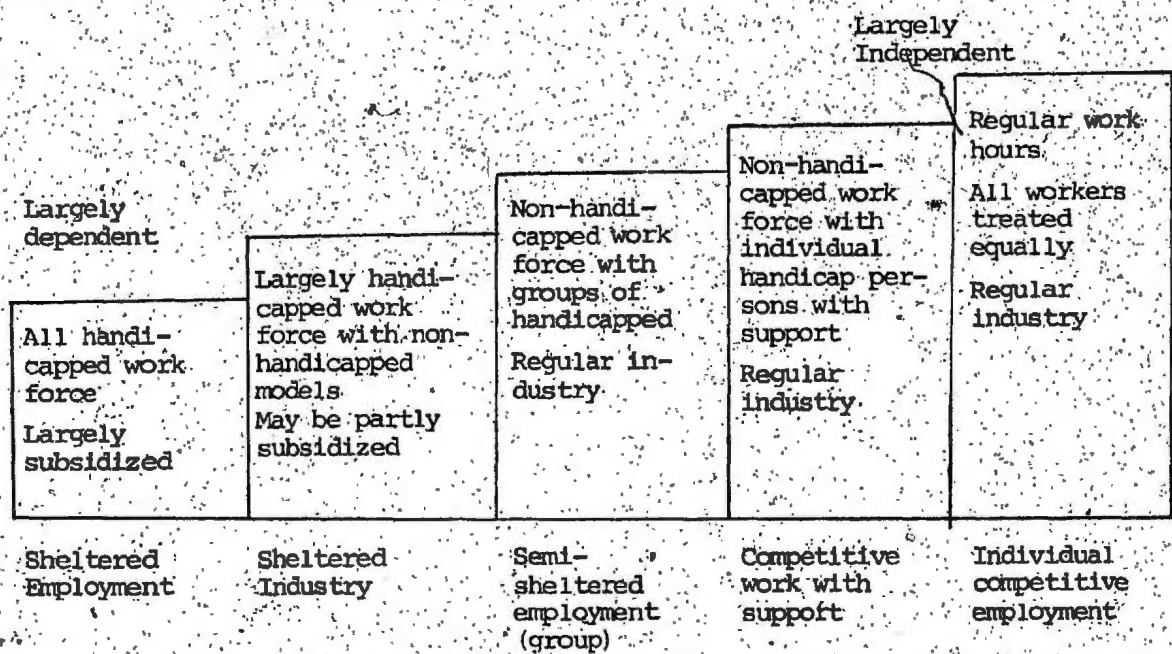 Largely
dependent
All handi-
capped work
force
Largely
subsidized
Sheltered
Employment
Largely handi-
capped work
force with non-
handicapped
models
May be partly
subsidized
Sheltered
Industry
Non-handi-
capped work
force with
groups of
handicapped
Regular in-
dustry
Semi-
sheltered
employment
(group)
Non-handi-
capped work
force with
individual
handicap per-
sons with
support
Regular
industry
Competitive
work with
support
Largely
Independent
Regular work
hours
All workers
treated
equally
Regular
industry
Individual
competitive
employment